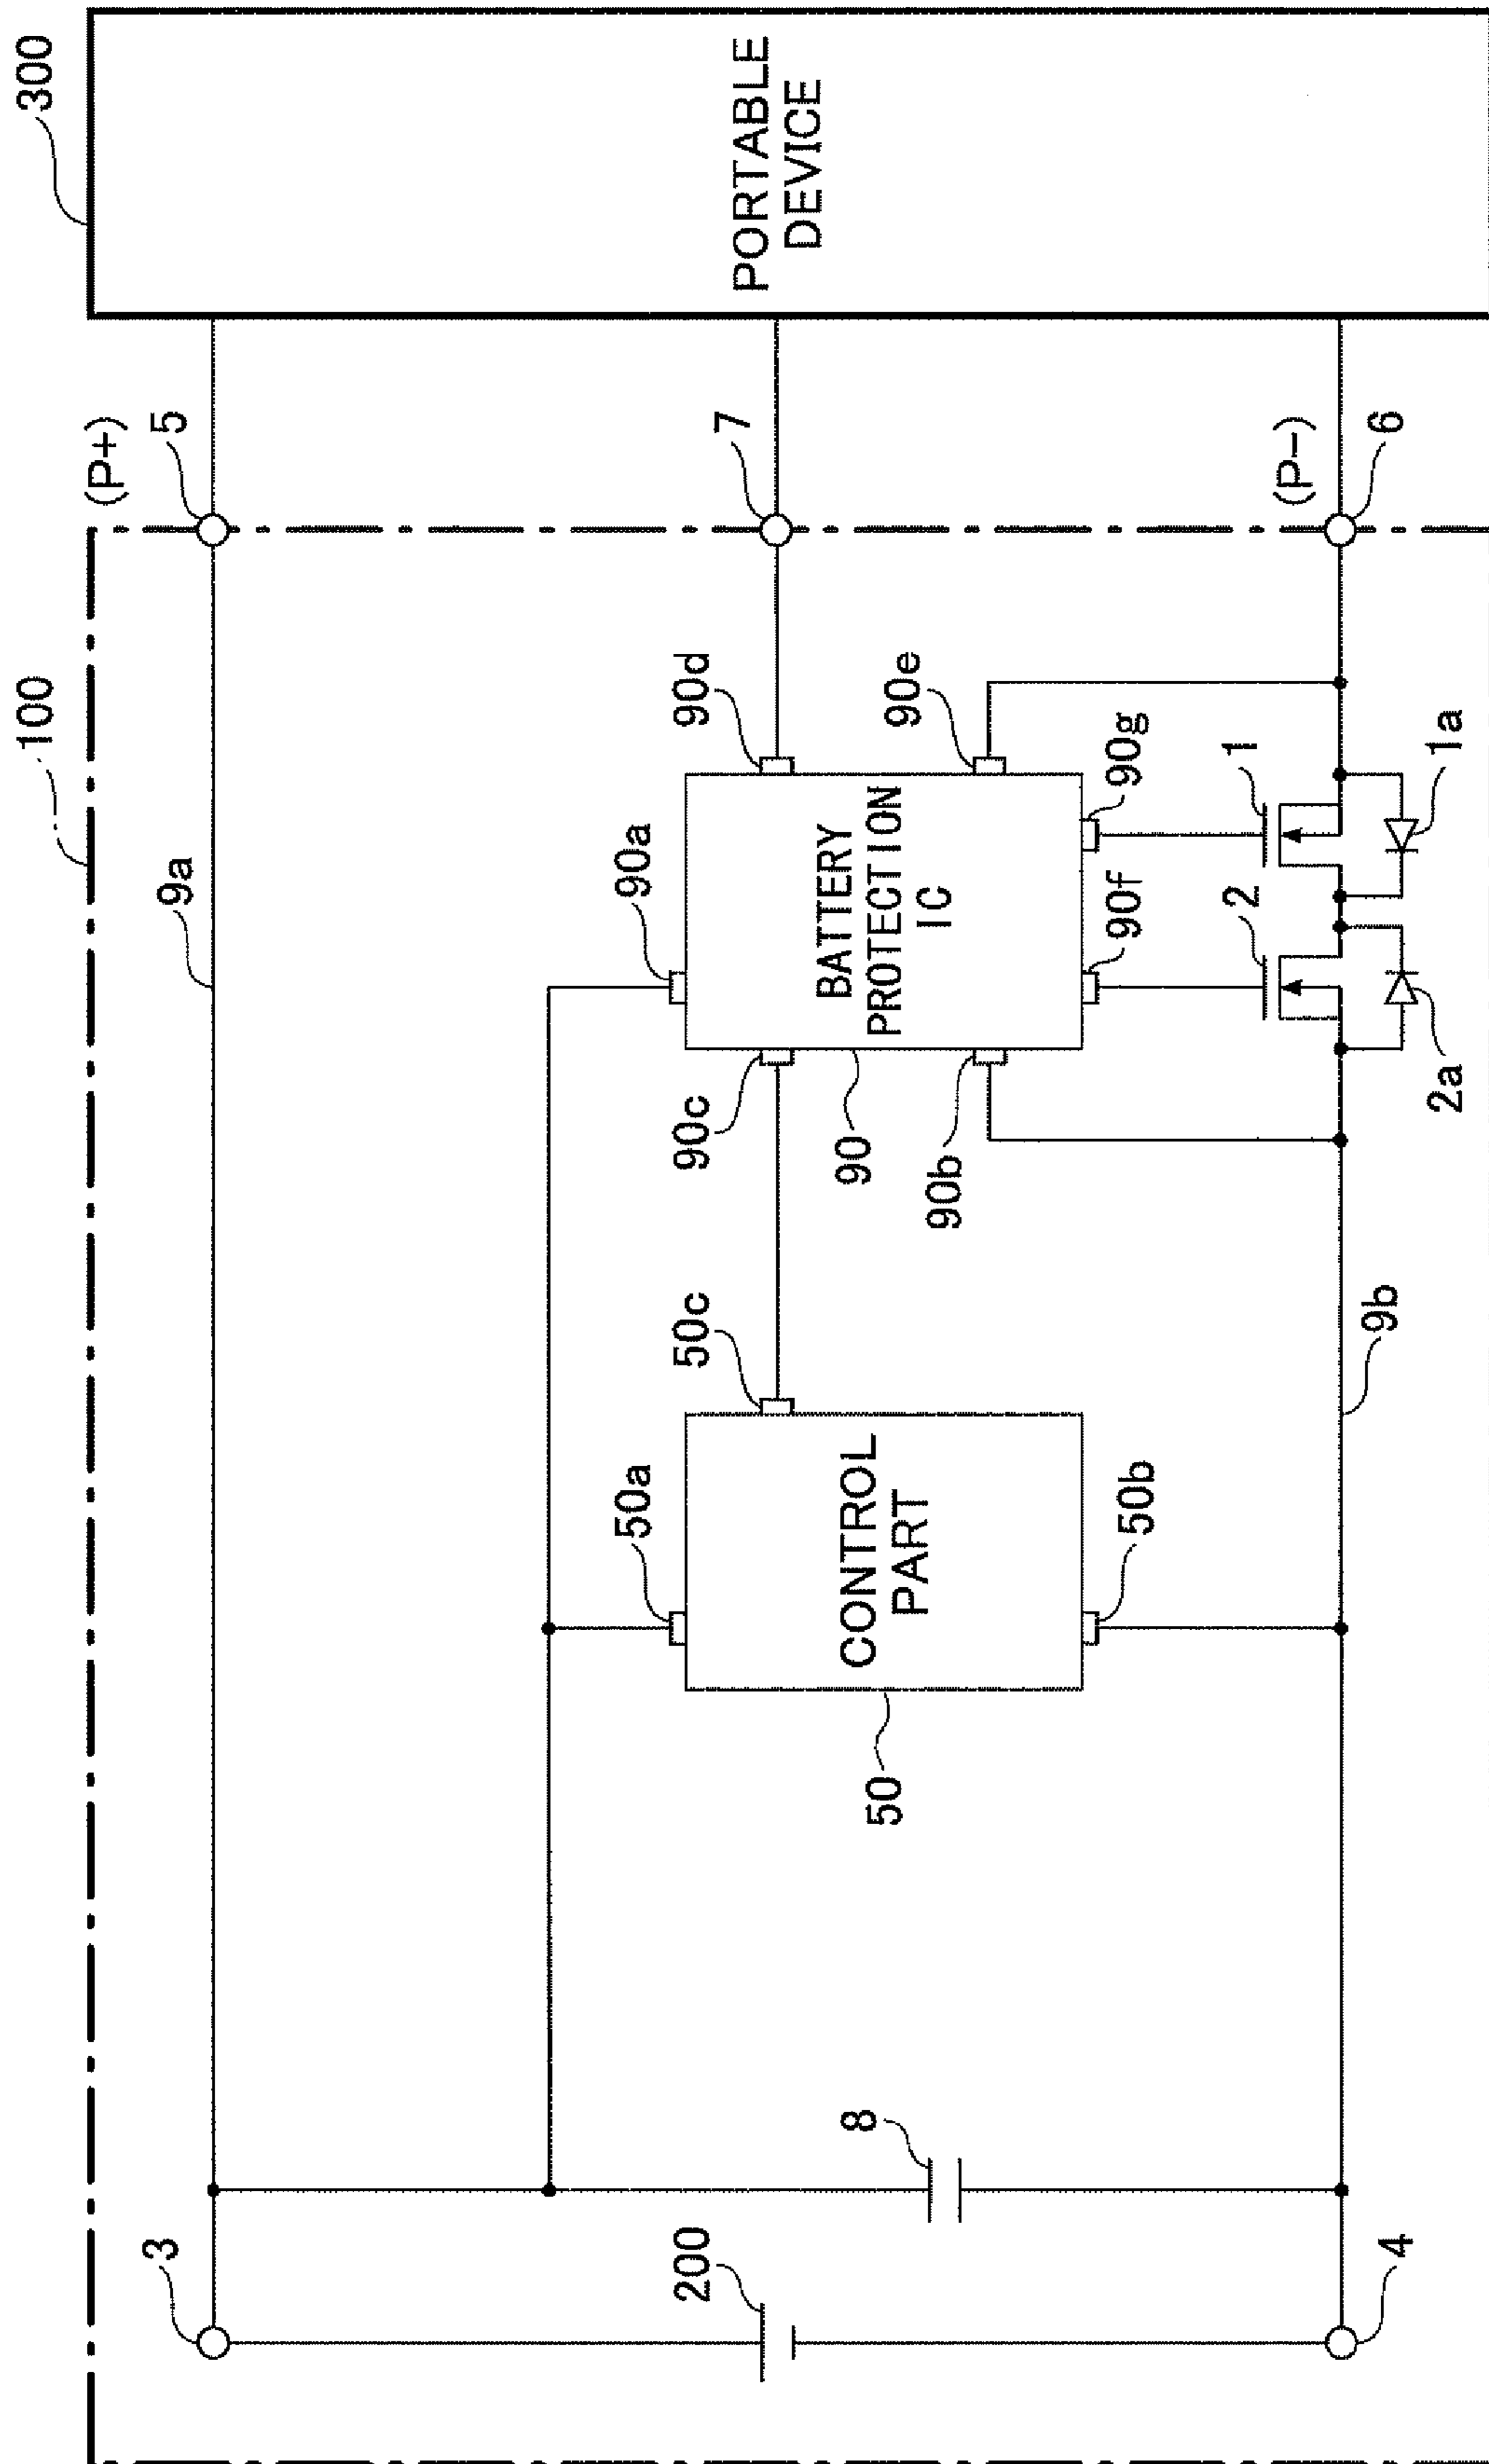 300
PORTABLE
DEVICE
(P+)
5
7
(P-)
6
100
9a
90a
90d
90e
90g
90f
90c
90
90b
BATTERY
PROTECTION
IC
1
1a
2
2a
50c
50a
CONTROL
PART
50b
50
9b
8
200
3
4